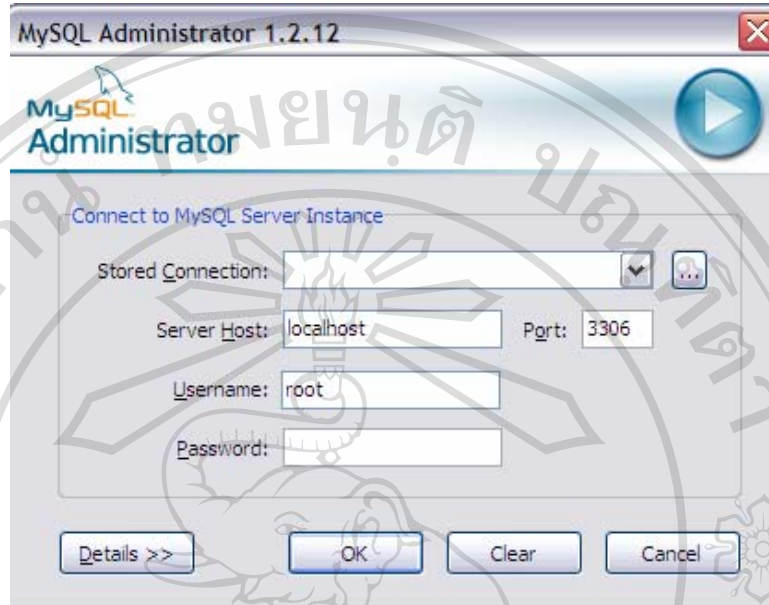 MySQL Administrator 1.2.12
MySQL
Administrator
Connect to MySQL Server Instance
Stored Connection:
...
Server Host: localhost Port: 3306
Username: root
Password:
Details >> OK Clear Cancel